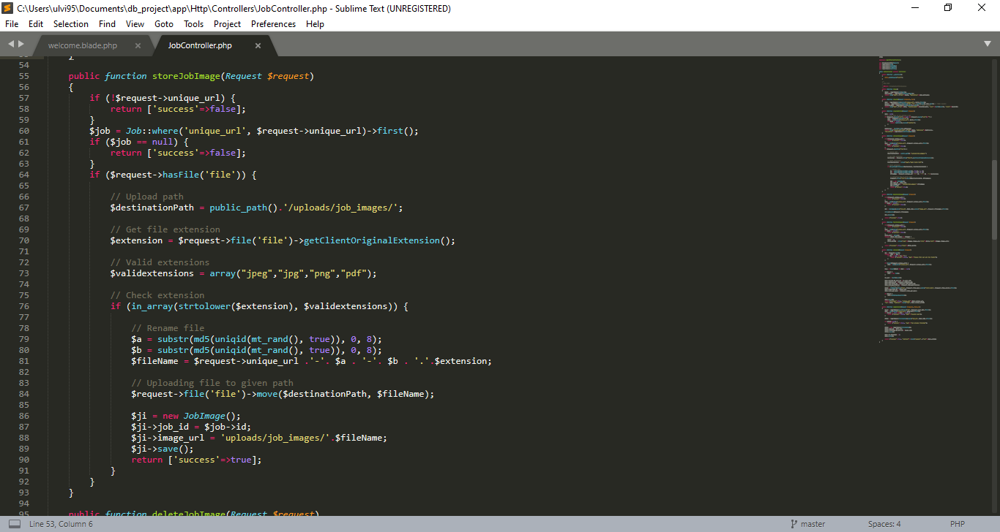 C:\Users\ulvi95\Documents\db_project\app\Http\Controllers\JobController.php - Sublime Text (UNREGISTERED)
File Edit Selection Find View Goto Tools Project Preferences Help
welcome.blade.php × JobController.php ×
53 }
54
55 public function storeJobImage(Request $request)
56 {
57 if (!$request->unique_url) {
58 return ['success'=>false];
59 }
60 $job = Job::where('unique_url', $request->unique_url)->first();
61 if ($job == null) {
62 return ['success'=>false];
63 }
64 if ($request->hasFile('file')) {
65
66 // Upload path
67 $destinationPath = public_path().'/uploads/job_images/';
68
69 // Get file extension
70 $extension = $request->file('file')->getClientOriginalExtension();
71
72 // Valid extensions
73 $validextensions = array("jpeg","jpg","png","pdf");
74
75 // Check extension
76 if (in_array(strtolower($extension), $validextensions)) {
77
78 // Rename file
79 $a = substr(md5(uniqid(mt_rand(), true)), 0, 8);
80 $b = substr(md5(uniqid(mt_rand(), true)), 0, 8);
81 $fileName = $request->unique_url .'-'. $a . '-'. $b . '.'.$extension;
82
83 // Uploading file to given path
84 $request->file('file')->move($destinationPath, $fileName);
85
86 $ji = new JobImage();
87 $ji->job_id = $job->id;
88 $ji->image_url = 'uploads/job_images/'.$fileName;
89 $ji->save();
90 return ['success'=>true];
91 }
92 }
93 }
94
95 public function deleteJobImage(Request $request)
Line 53, Column 6 master Spaces: 4 PHP